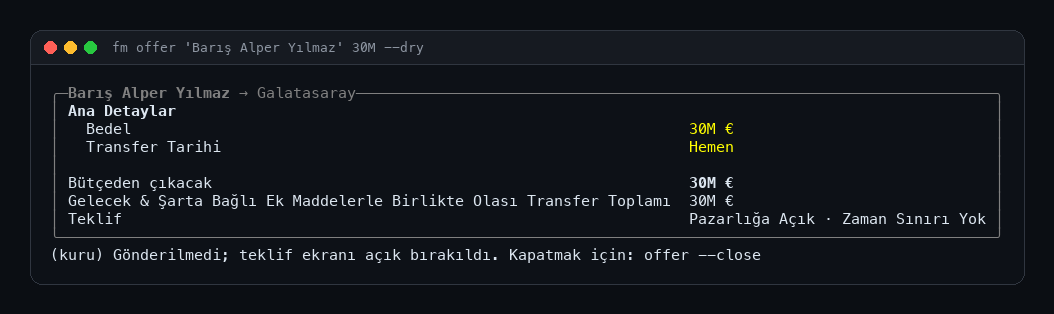 fm offer 'Barış Alper Yılmaz' 30M --dry
Barış Alper Yılmaz → Galatasaray
Ana Detaylar
Bedel 30M €
Transfer Tarihi Hemen
Bütçeden çıkacak 30M €
Gelecek & Şarta Bağlı Ek Maddelerle Birlikte Olası Transfer Toplamı 30M €
Teklif Pazarlığa Açık · Zaman Sınırı Yok
(kuru) Gönderilmedi; teklif ekranı açık bırakıldı. Kapatmak için: offer --close